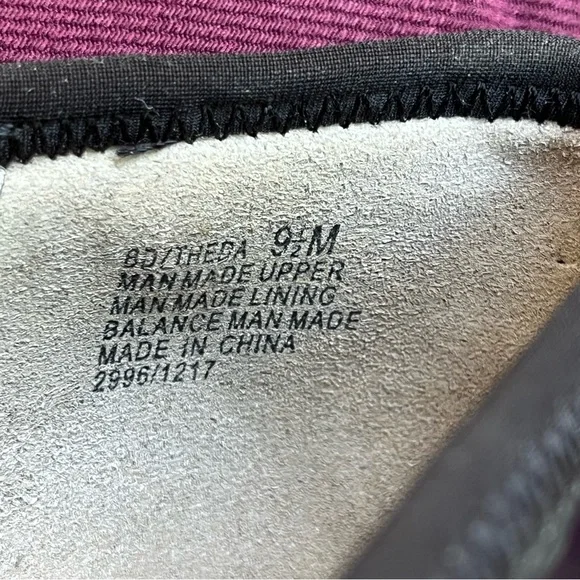 BD/THEDA 9½M
MAN MADE UPPER
MAN MADE LINING
BALANCE MAN MADE
MADE IN CHINA
2996/1217